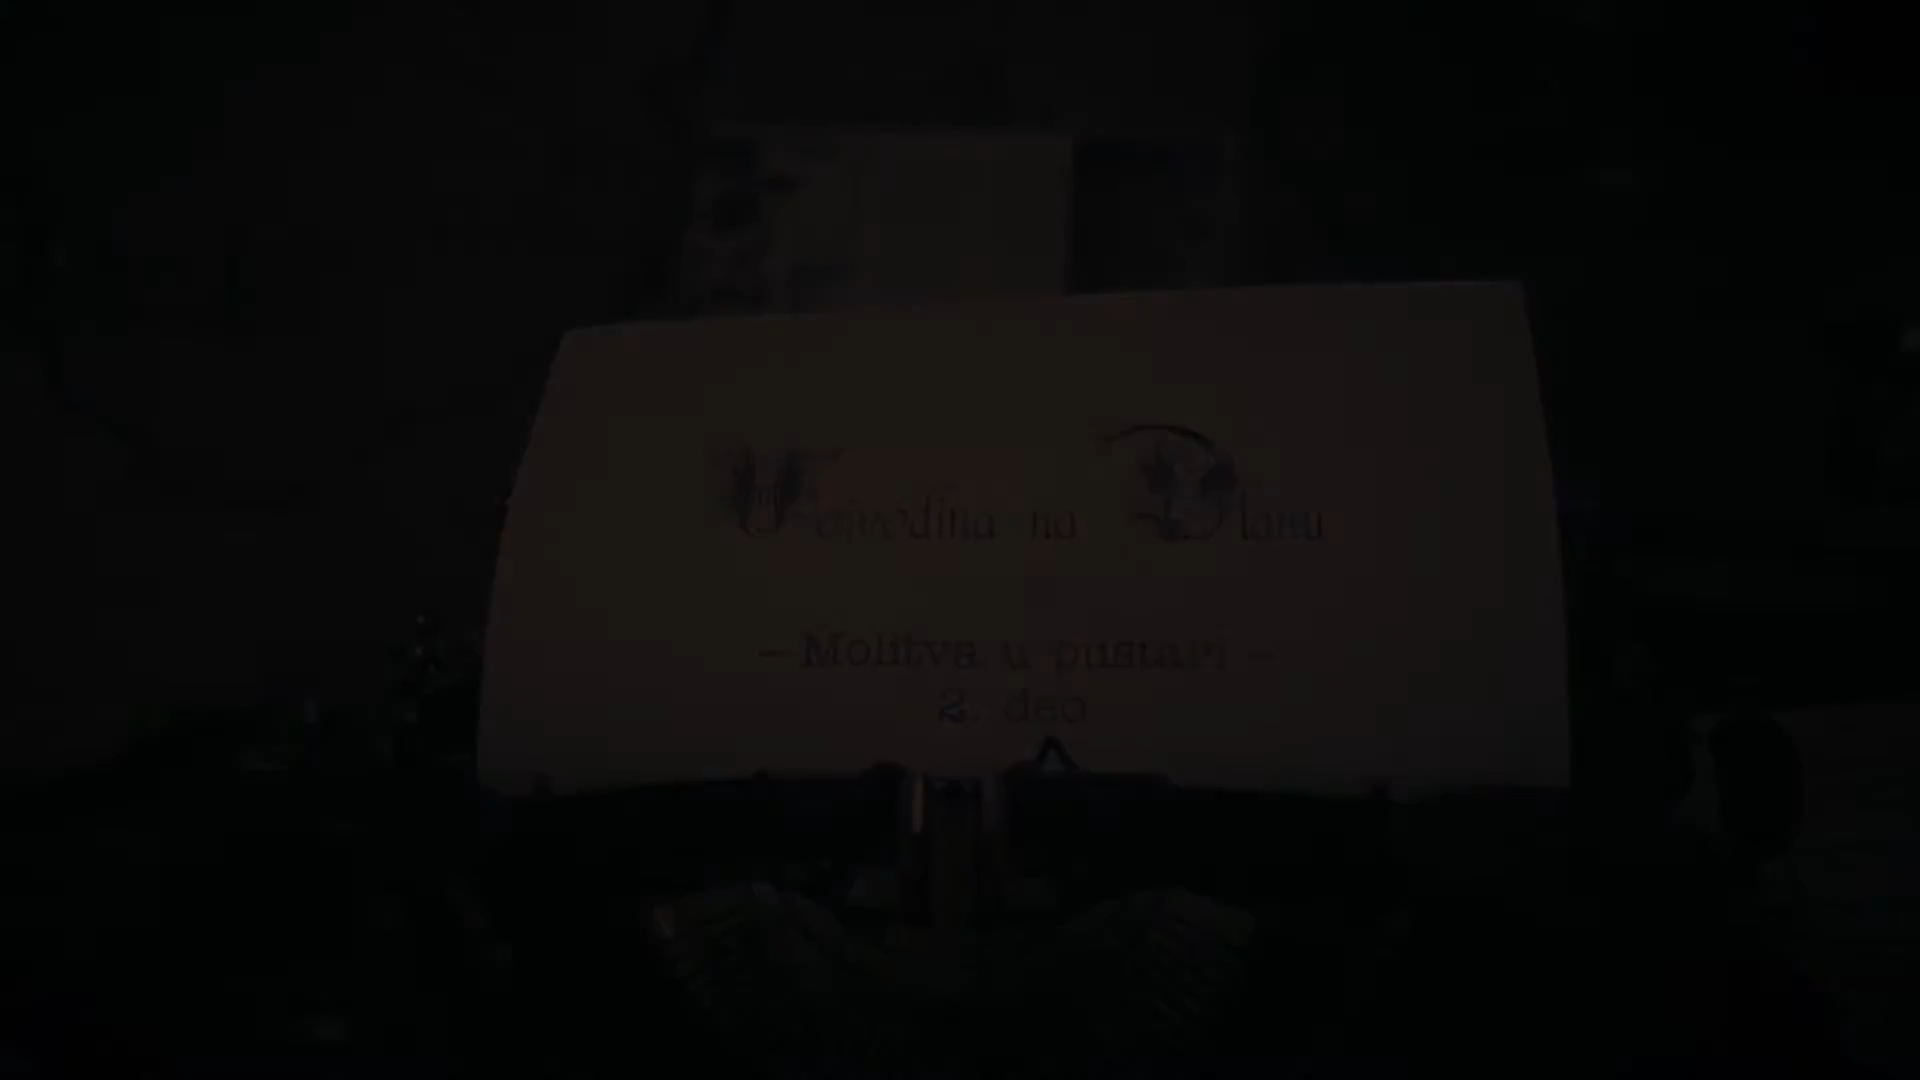 Vojvodina na Dlanu
—Molitva u pustari—
2. deo